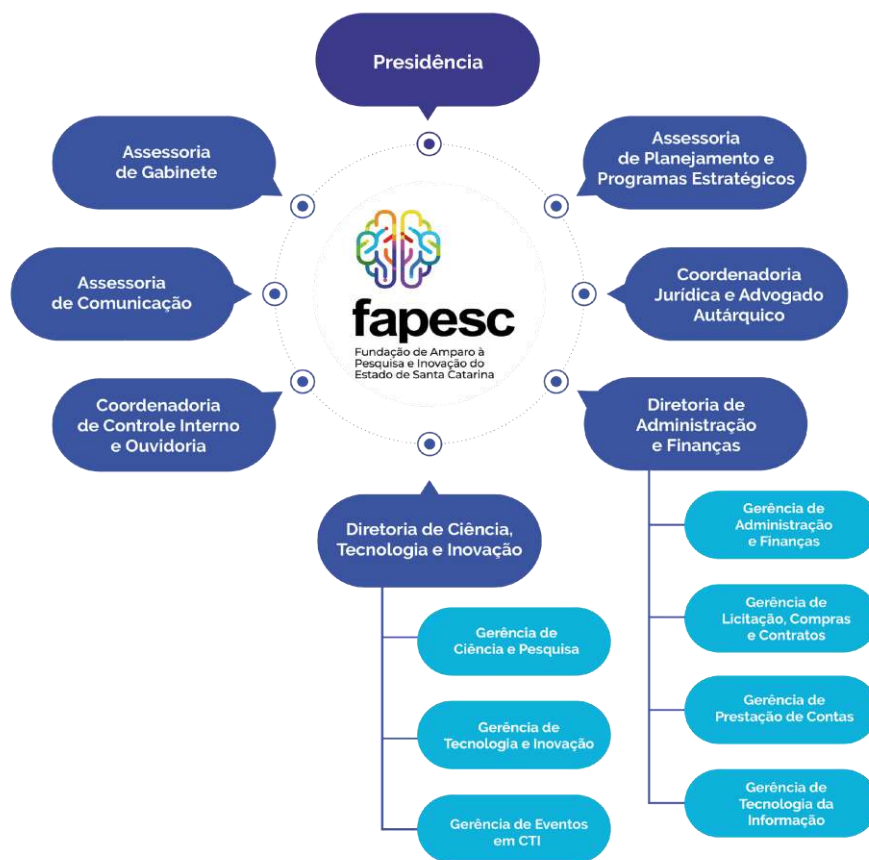 Presidência
Assessoria
de Gabinete
Assessoria
de Planejamento e
Programas Estratégicos
Assessoria
de Comunicação
Coordenadoria
Jurídica e Advogado
Autárquico
fapesc
Fundação de Amparo à
Pesquisa e Inovação do
Estado de Santa Catarina
Coordenadoria
de Controle Interno
e Ouvidoria
Diretoria de
Administração
e Finanças
Diretoria de Ciência,
Tecnologia e Inovação
Gerência de
Ciência e Pesquisa
Gerência de
Tecnologia e Inovação
Gerência de Eventos
em CTI
Gerência de
Administração
e Finanças
Gerência de
Licitação, Compras
e Contratos
Gerência de
Prestação de Contas
Gerência de
Tecnologia da
Informação